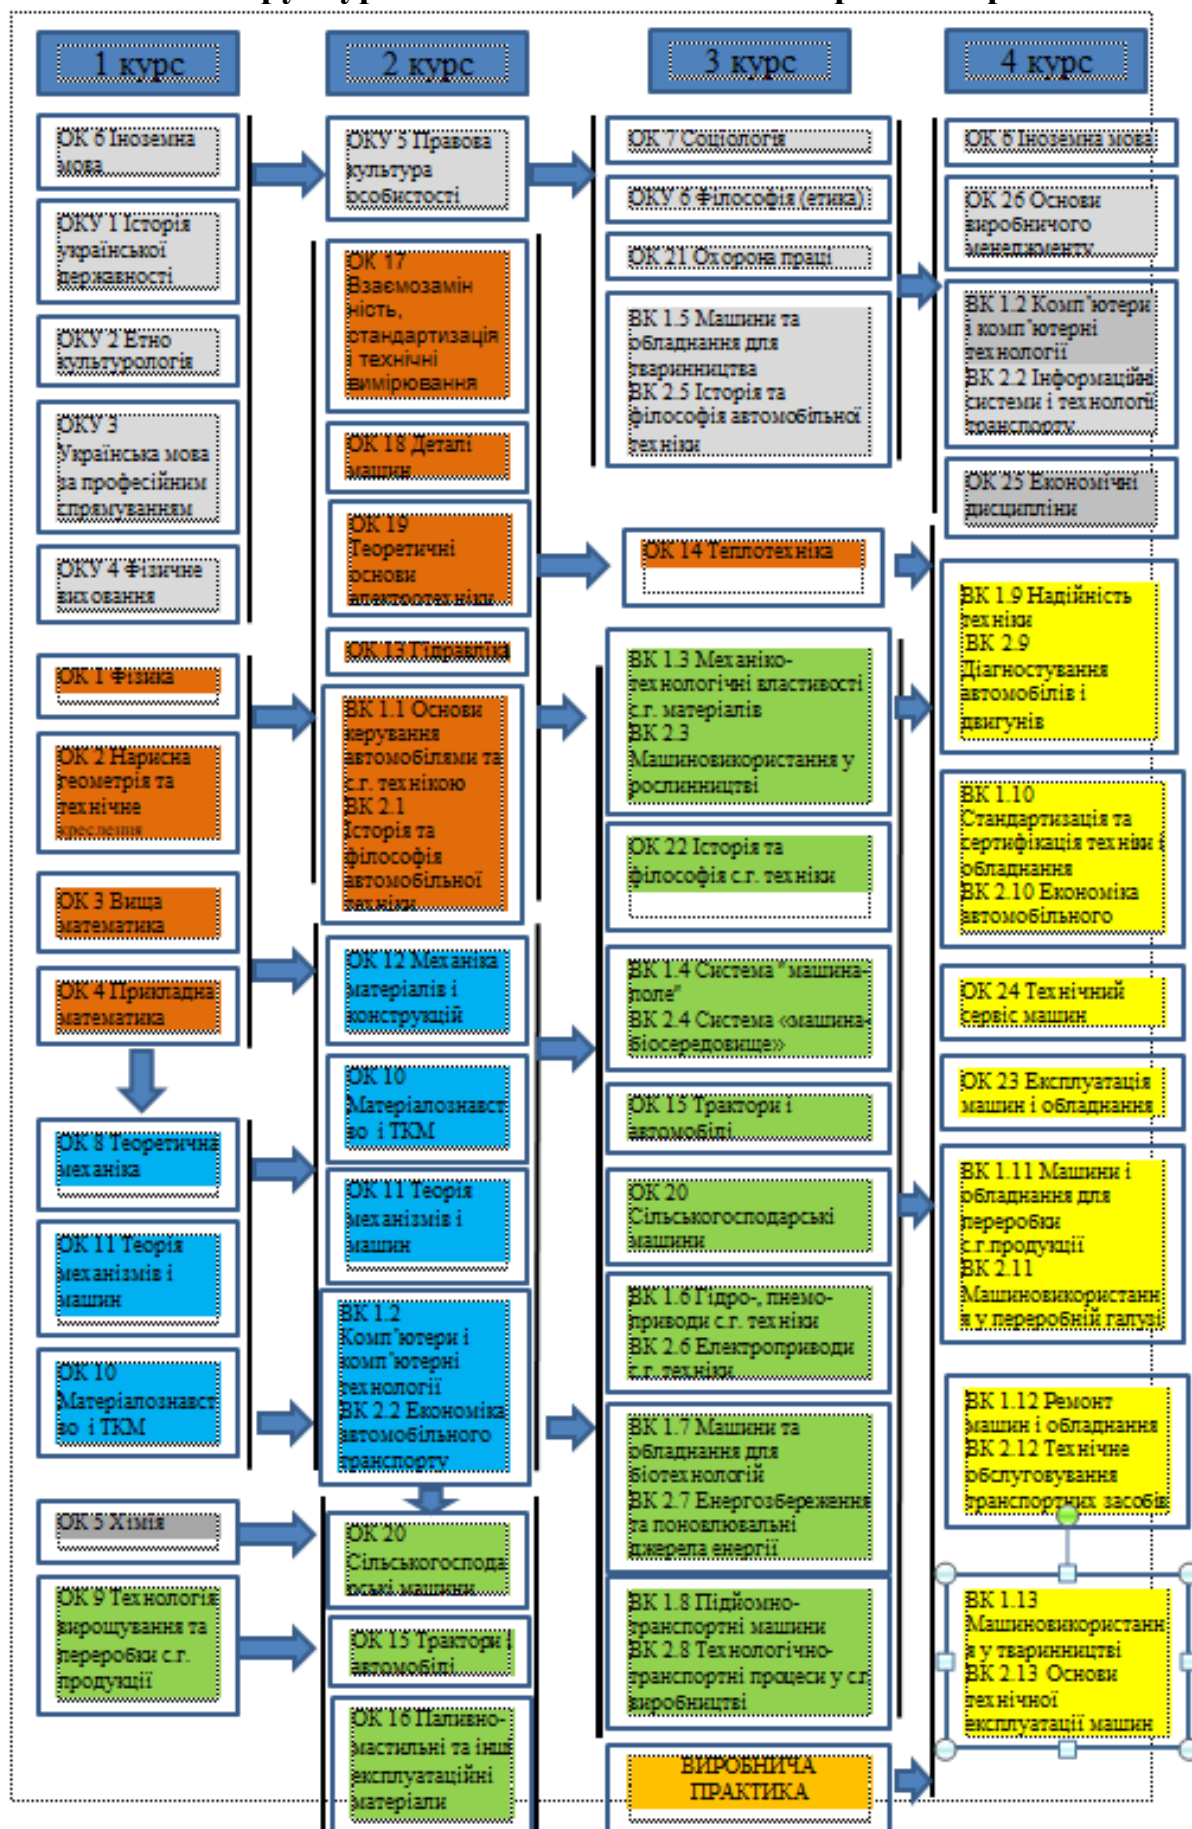 1 курс
ОК 6 Іноземна
мова
ОКУ 1 Історія
української
державності
ОКУ 2 Етно
культурологія
ОКУ 3
Українська мова
за професійним
спрямуванням
ОКУ 4 Фізичне
виховання
ОК 1 Фізика
ОК 2 Нарисна
геометрія та
технічне
креслення
ОК 3 Вища
математика
ОК 4 Прикладна
математика
ОК 8 Теоретична
механіка
ОК 11 Теорія
механізмів і
машин
ОК 10
Матеріалознавст
во і ТКМ
ОК 5 Хімія
ОК 9 Технологія
вирощування та
переробки с.г.
продукції
2 курс
ОКУ 5 Правова
культура
особистості
ОК 17
Взаємозамін
ність,
стандартизація
і технічні
вимірювання
ОК 18 Деталі
машин
ОК 19
Теоретичні
основи
електротехніки
ОК 13 Гідравліка
ВК 1.1 Основи
керування
автомобілями та
с.г. технікою
ВК 2.1
Історія та
філософія
автомобільної
техніки
ОК 12 Механіка
матеріалів і
конструкцій
ОК 10
Матеріалознавст
во і ТКМ
ОК 11 Теорія
механізмів і
машин
ВК 1.2
Комп'ютери і
комп'ютерні
технології
ВК 2.2 Економіка
автомобільного
транспорту
ОК 20
Сільськогоспода
рські машини
ОК 15 Трактори і
автомобілі
ОК 16 Паливно-
мастильні та інш
експлуатаційні
матеріали
3 курс
ОК 7 Соціологія
ОКУ 6 Філософія (етика)
ОК 21 Охорона праці
ВК 1.5 Машини та
обладнання для
тваринництва
ВК 2.5 Історія та
філософія автомобільної
техніки
ОК 14 Теплотехніка
ВК 1.3 Механіко-
технологічні властивості
с.г. матеріалів
ВК 2.3
Машиновикористання у
рослинництві
ОК 22 Історія та
філософія с.г. техніки
ВК 1.4 Система "машина-
поле"
ВК 2.4 Система «машина-
біосередовище»
ОК 15 Трактори і
автомобілі
ОК 20
Сільськогосподарські
машини
ВК 1.6 Гідро-, пнемо-
приводи с.г. техніки
ВК 2.6 Електроприводи
с.г. техніки
ВК 1.7 Машини та
обладнання для
біотехнологій
ВК 2.7 Енергозбереження
та поновлювальні
джерела енергії
ВК 1.8 Підйомно-
транспортні машини
ВК 2.8 Технологічно-
транспортні процеси у с.г
виробництві
ВИРОБНИЧА
ПРАКТИКА
4 курс
ОК 6 Іноземна мова
ОК 26 Основи
виробничого
менеджменту
ВК 1.2 Комп'ютери
і комп'ютерні
технології
ВК 2.2 Інформаційні
системи і технології
транспорту
ОК 25 Економічні
дисципліни
ВК 1.9 Надійність
техніки
ВК 2.9
Діагностування
автомобілів і
двигунів
ВК 1.10
Стандартизація та
сертифікація техніки і
обладнання
ВК 2.10 Економіка
автомобільного
ОК 24 Технічний
сервіс машин
ОК 23 Експлуатація
машин і обладнання
ВК 1.11 Машини і
обладнання для
переробки
с.г.продукції
ВК 2.11
Машиновикористанн
я у переробній галузі
ВК 1.12 Ремонт
машин і обладнання
ВК 2.12 Технічне
обслуговування
транспортних засобів
ВК 1.13
Машиновикористанн
я у тваринництві
ВК 2.13 Основи
технічної
експлуатації машин